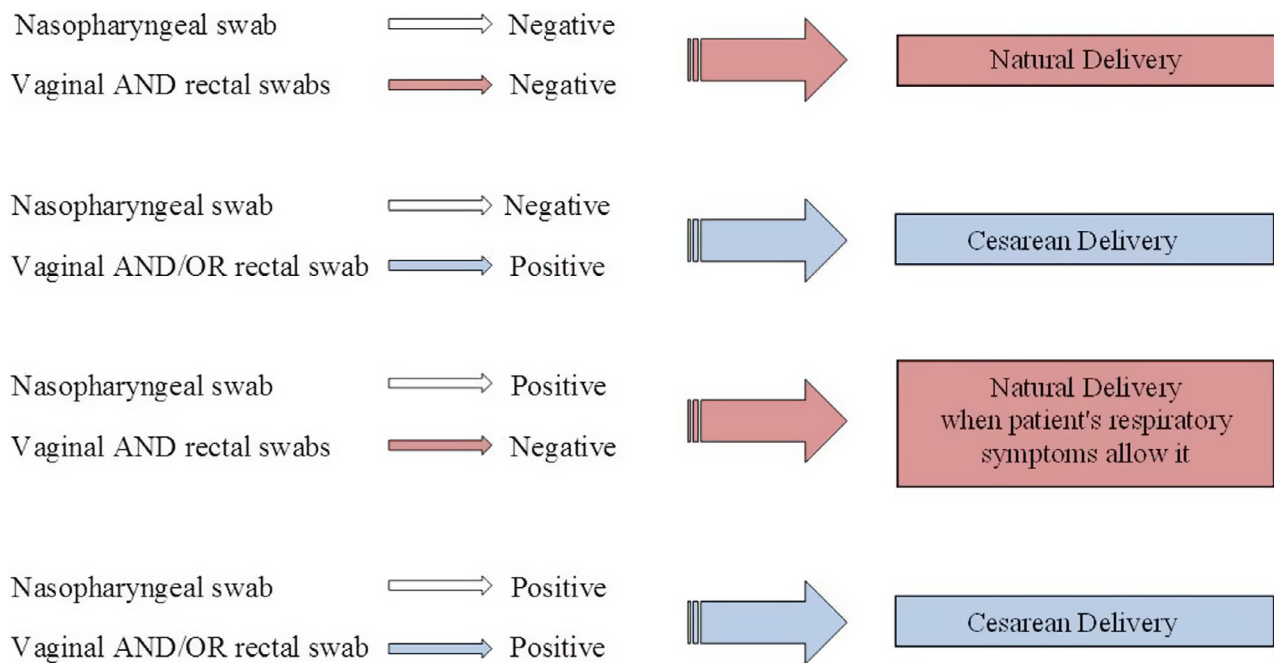 Nasopharyngeal swab Negative
Vaginal AND rectal swabs Negative
Natural Delivery
Nasopharyngeal swab Negative
Vaginal AND/OR rectal swab Positive
Cesarean Delivery
Nasopharyngeal swab Positive
Vaginal AND rectal swabs Negative
Natural Delivery
when patient's respiratory
symptoms allow it
Nasopharyngeal swab Positive
Vaginal AND/OR rectal swab Positive
Cesarean Delivery